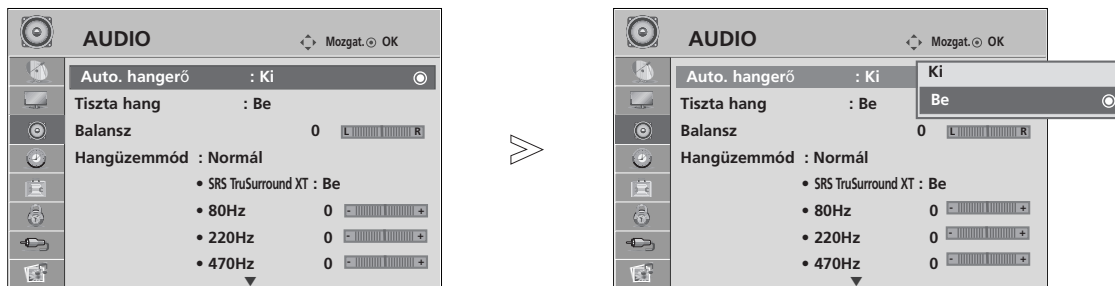 AUDIO
Mozgat. OK
Auto. hangerő : Ki
Tiszta hang : Be
Balansz 0 L R
Hangüzemmód : Normál
• SRS TruSurround XT : Be
• 80Hz 0 - +
• 220Hz 0 - +
• 470Hz 0 - +
AUDIO
Mozgat. OK
Auto. hangerő : Ki
Ki
Be
Tiszta hang : Be
Balansz 0 L R
Hangüzemmód : Normál
• SRS TruSurround XT : Be
• 80Hz 0 - +
• 220Hz 0 - +
• 470Hz 0 - +